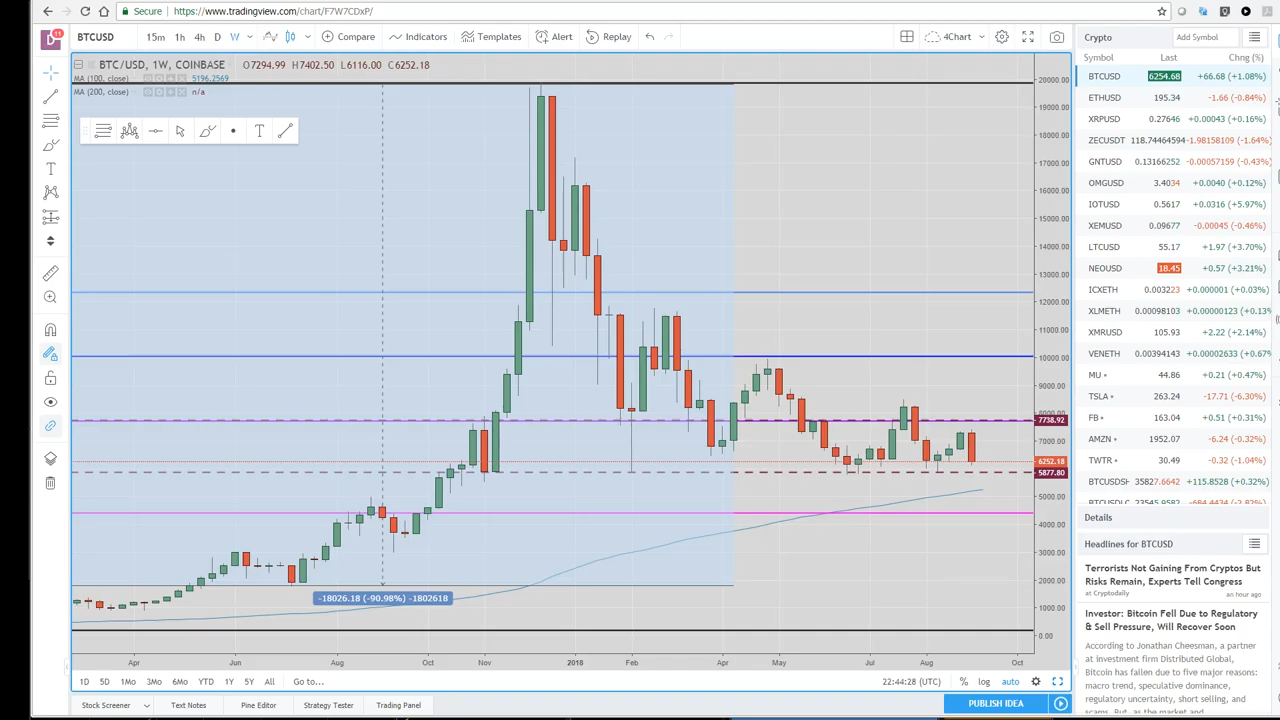 Secure https://www.tradingview.com/chart/F7W7CDxP/
11
BTCUSD 15m 1h 4h D W Compare Indicators Templates Alert Replay 4Chart
BTC/USD, 1W, COINBASE O7294.99 H7402.50 L6116.00 C6252.18
MA (100, close) 5196.2569
MA (200, close) n/a
20000.00
19000.00
18000.00
17000.00
16000.00
15000.00
14000.00
13000.00
12000.00
11000.00
10000.00
9000.00
8000.00
7738.92
7000.00
6252.18
5877.80
5000.00
4000.00
3000.00
2000.00
1000.00
0.00
-18026.18 (-90.98%) -1802618
Apr Jun Aug Oct Nov 2018 Feb Apr May Jul Aug Oct
1D 5D 1Mo 3Mo 6Mo YTD 1Y 5Y All Go to... 22:44:28 (UTC) % log auto
Stock Screener Text Notes Pine Editor Strategy Tester Trading Panel PUBLISH IDEA
Crypto Add Symbol
Symbol Last Chng (%)
BTCUSD 6254.68 +66.68 (+1.08%)
ETHUSD 195.34 -1.66 (-0.84%)
XRPUSD 0.27646 +0.00043 (+0.16%)
ZECUSDT 118.74464594 -1.98158109 (-1.64%)
GNTUSD 0.13166252 -0.00057159 (-0.43%)
OMGUSD 3.4034 +0.0040 (+0.12%)
IOTUSD 0.5617 +0.0316 (+5.97%)
XEMUSD 0.09677 -0.00045 (-0.46%)
LTCUSD 55.17 +1.97 (+3.70%)
NEOUSD 18.45 +0.57 (+3.21%)
ICXETH 0.003223 +0.000001 (+0.03%)
XLMETH 0.00098103 +0.00000123 (+0.13%
XMRUSD 105.93 +2.22 (+2.14%)
VENETH 0.00394143 +0.00002633 (+0.67%
MU 44.86 +0.21 (+0.47%)
TSLA 263.24 -17.71 (-6.30%)
FB 163.04 +0.51 (+0.31%)
AMZN 1952.07 -6.24 (-0.32%)
TWTR 30.49 -0.32 (-1.04%)
BTCUSDSH 35827.6642 +115.8528 (+0.32%)
Details
Headlines for BTCUSD
Terrorists Not Gaining From Cryptos But
Risks Remain, Experts Tell Congress
at Cryptodaily an hour ago
Investor: Bitcoin Fell Due to Regulatory
& Sell Pressure, Will Recover Soon
According to Jonathan Cheesman, a partner
at investment firm Distributed Global,
Bitcoin has fallen due to five major reasons:
macro trend, speculative dominance,
regulatory uncertainty, short selling, and